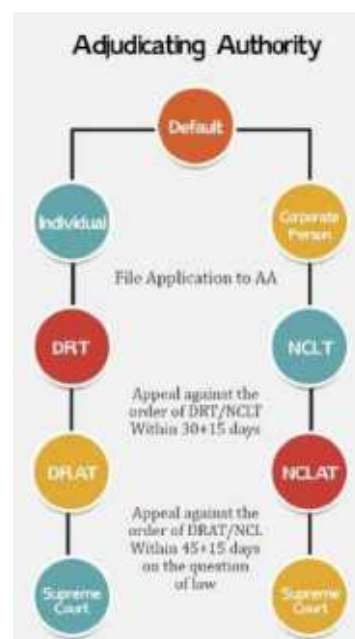 Adjudicating Authority
Default
Individual
Corporate
Person
File Application to AA
DRT
NCLT
Appeal against the
order of DRT/NCLT
Within 30+15 days
DRAT
NCLAT
Appeal against the
order of DRAT/NCL
Within 45+15 days
on the question
of law
Supreme
Court
Supreme
Court